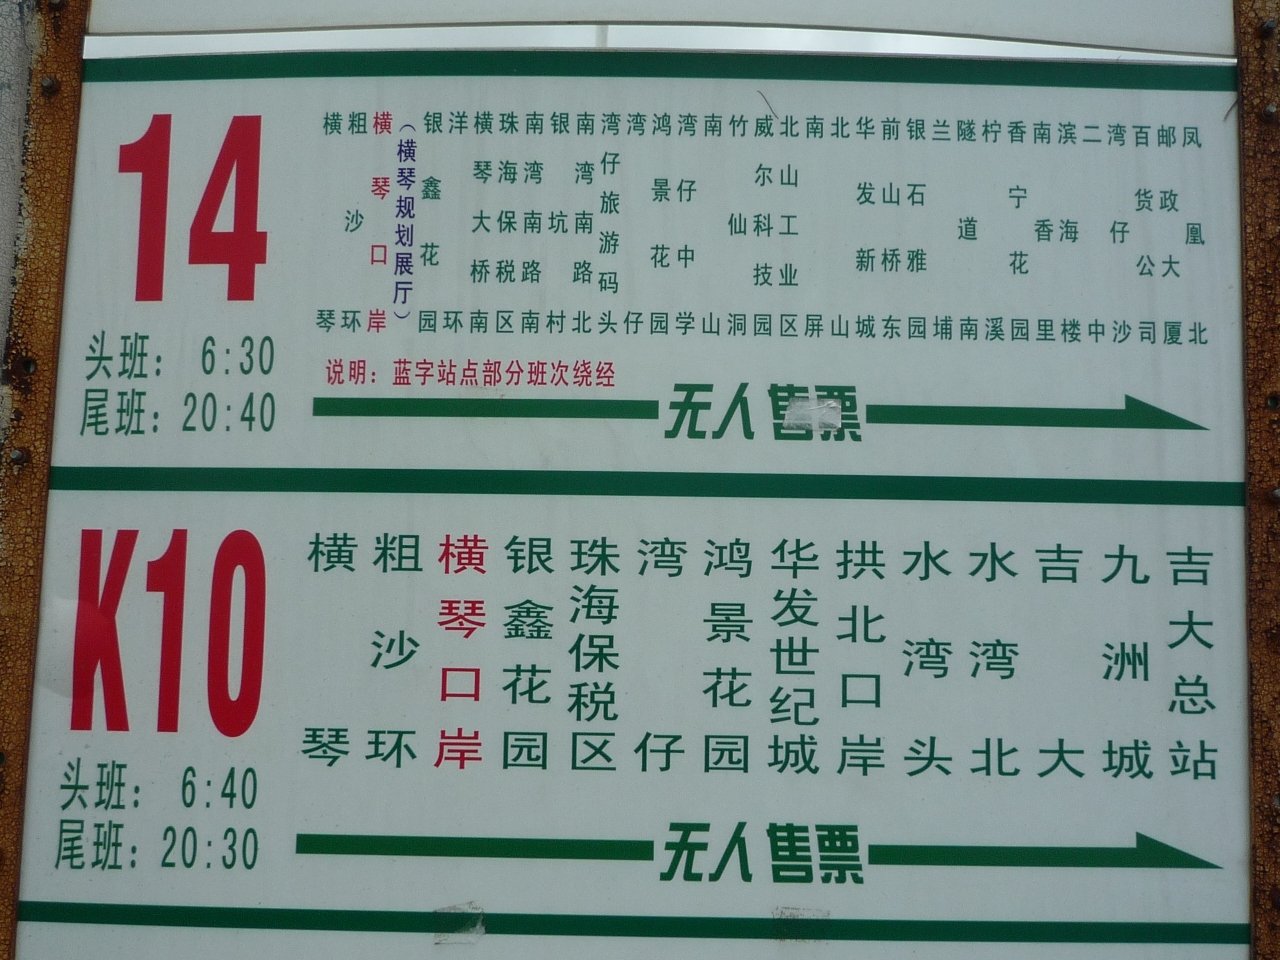 14
头班: 6:30
尾班: 20:40
横琴
粗沙环
横琴口岸
(横琴规划展厅)
银鑫花园
洋环
横琴大桥南
珠海保税区
南湾南路南
银坑村
南湾南路北
湾仔旅游码头
湾仔
鸿景花园
湾仔中学
南山
竹仙洞
威尔科技园
北山工业区
南屏
北山
华发新城
前山桥东
银石雅园
兰埔
隧道南
柠溪
香宁花园
南香里
滨海楼
二中
湾仔沙
百货公司
邮政大厦
凤凰北
说明: 蓝字站点部分班次绕经
无人售票
K10
头班: 6:40
尾班: 20:30
横琴
粗沙环
横琴口岸
银鑫花园
珠海保税区
湾仔
鸿景花园
华发世纪城
拱北口岸
水湾头
水湾北
吉大
九洲城
吉大总站
无人售票